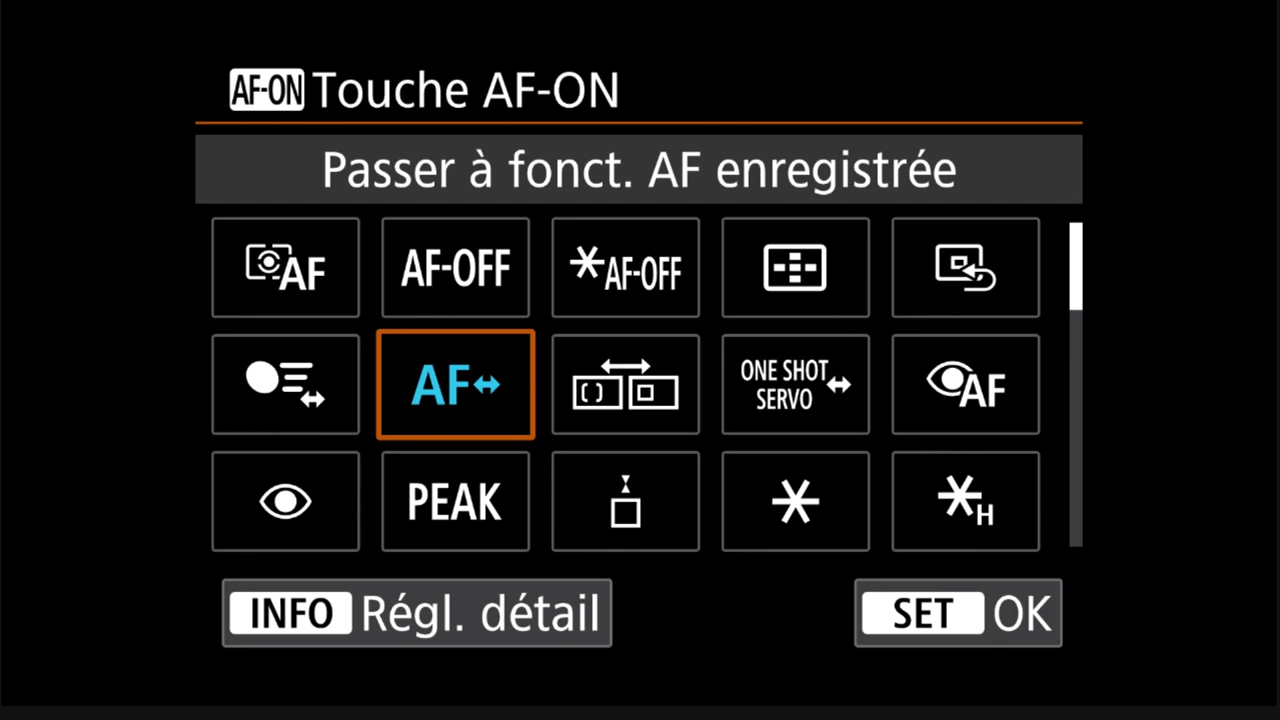 AF-ON Touche AF-ON
Passer à fonct. AF enregistrée
AF AF-OFF AF-OFF
AF ONE SHOT AF
SERVO
PEAK H
INFO Régl. détail SET OK